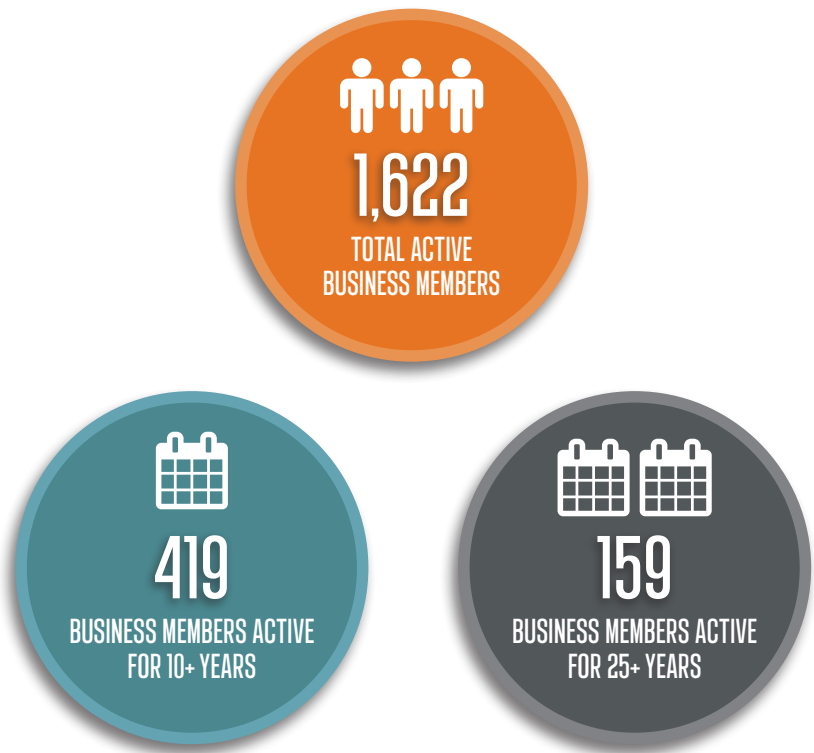 1,622
TOTAL ACTIVE
BUSINESS MEMBERS
419
BUSINESS MEMBERS ACTIVE
FOR 10+ YEARS
159
BUSINESS MEMBERS ACTIVE
FOR 25+ YEARS